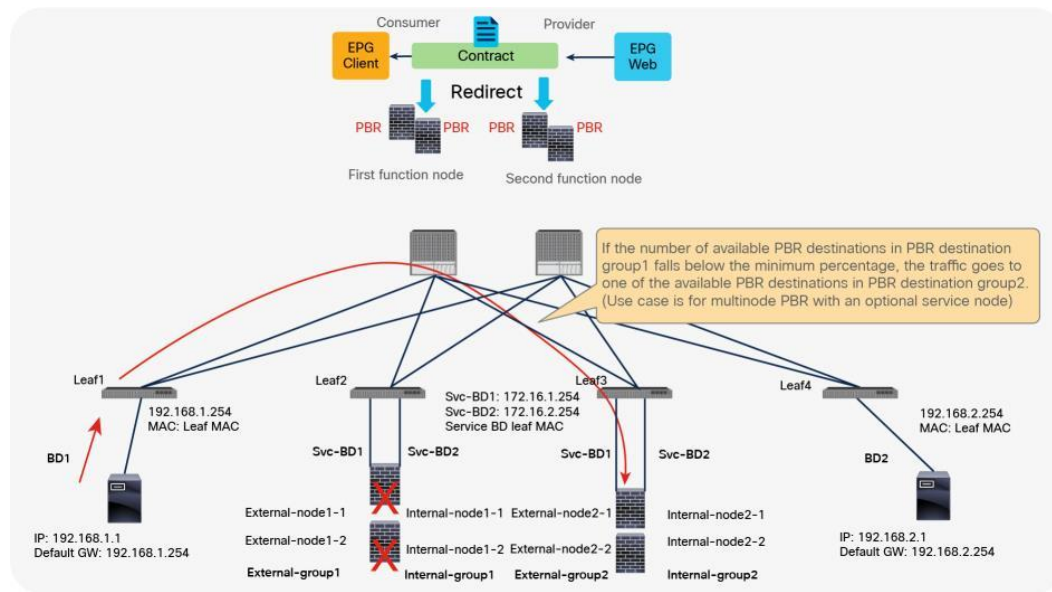 Consumer
Provider
EPG
Client
Contract
EPG
Web
Redirect
PBR
PBR
PBR
PBR
First function node
Second function node
If the number of available PBR destinations in PBR destination
group1 falls below the minimum percentage, the traffic goes to
one of the available PBR destinations in PBR destination group2.
(Use case is for multinode PBR with an optional service node)
Leaf1
Leaf2
Leaf3
Leaf4
192.168.1.254
MAC: Leaf MAC
Svc-BD1: 172.16.1.254
Svc-BD2: 172.16.2.254
Service BD leaf MAC
192.168.2.254
MAC: Leaf MAC
BD1
Svc-BD1
Svc-BD2
Svc-BD1
Svc-BD2
BD2
External-node1-1
Internal-node1-1
External-node2-1
Internal-node2-1
External-node1-2
Internal-node1-2
External-node2-2
Internal-node2-2
External-group1
Internal-group1
External-group2
Internal-group2
IP: 192.168.1.1
Default GW: 192.168.1.254
IP: 192.168.2.1
Default GW: 192.168.2.254